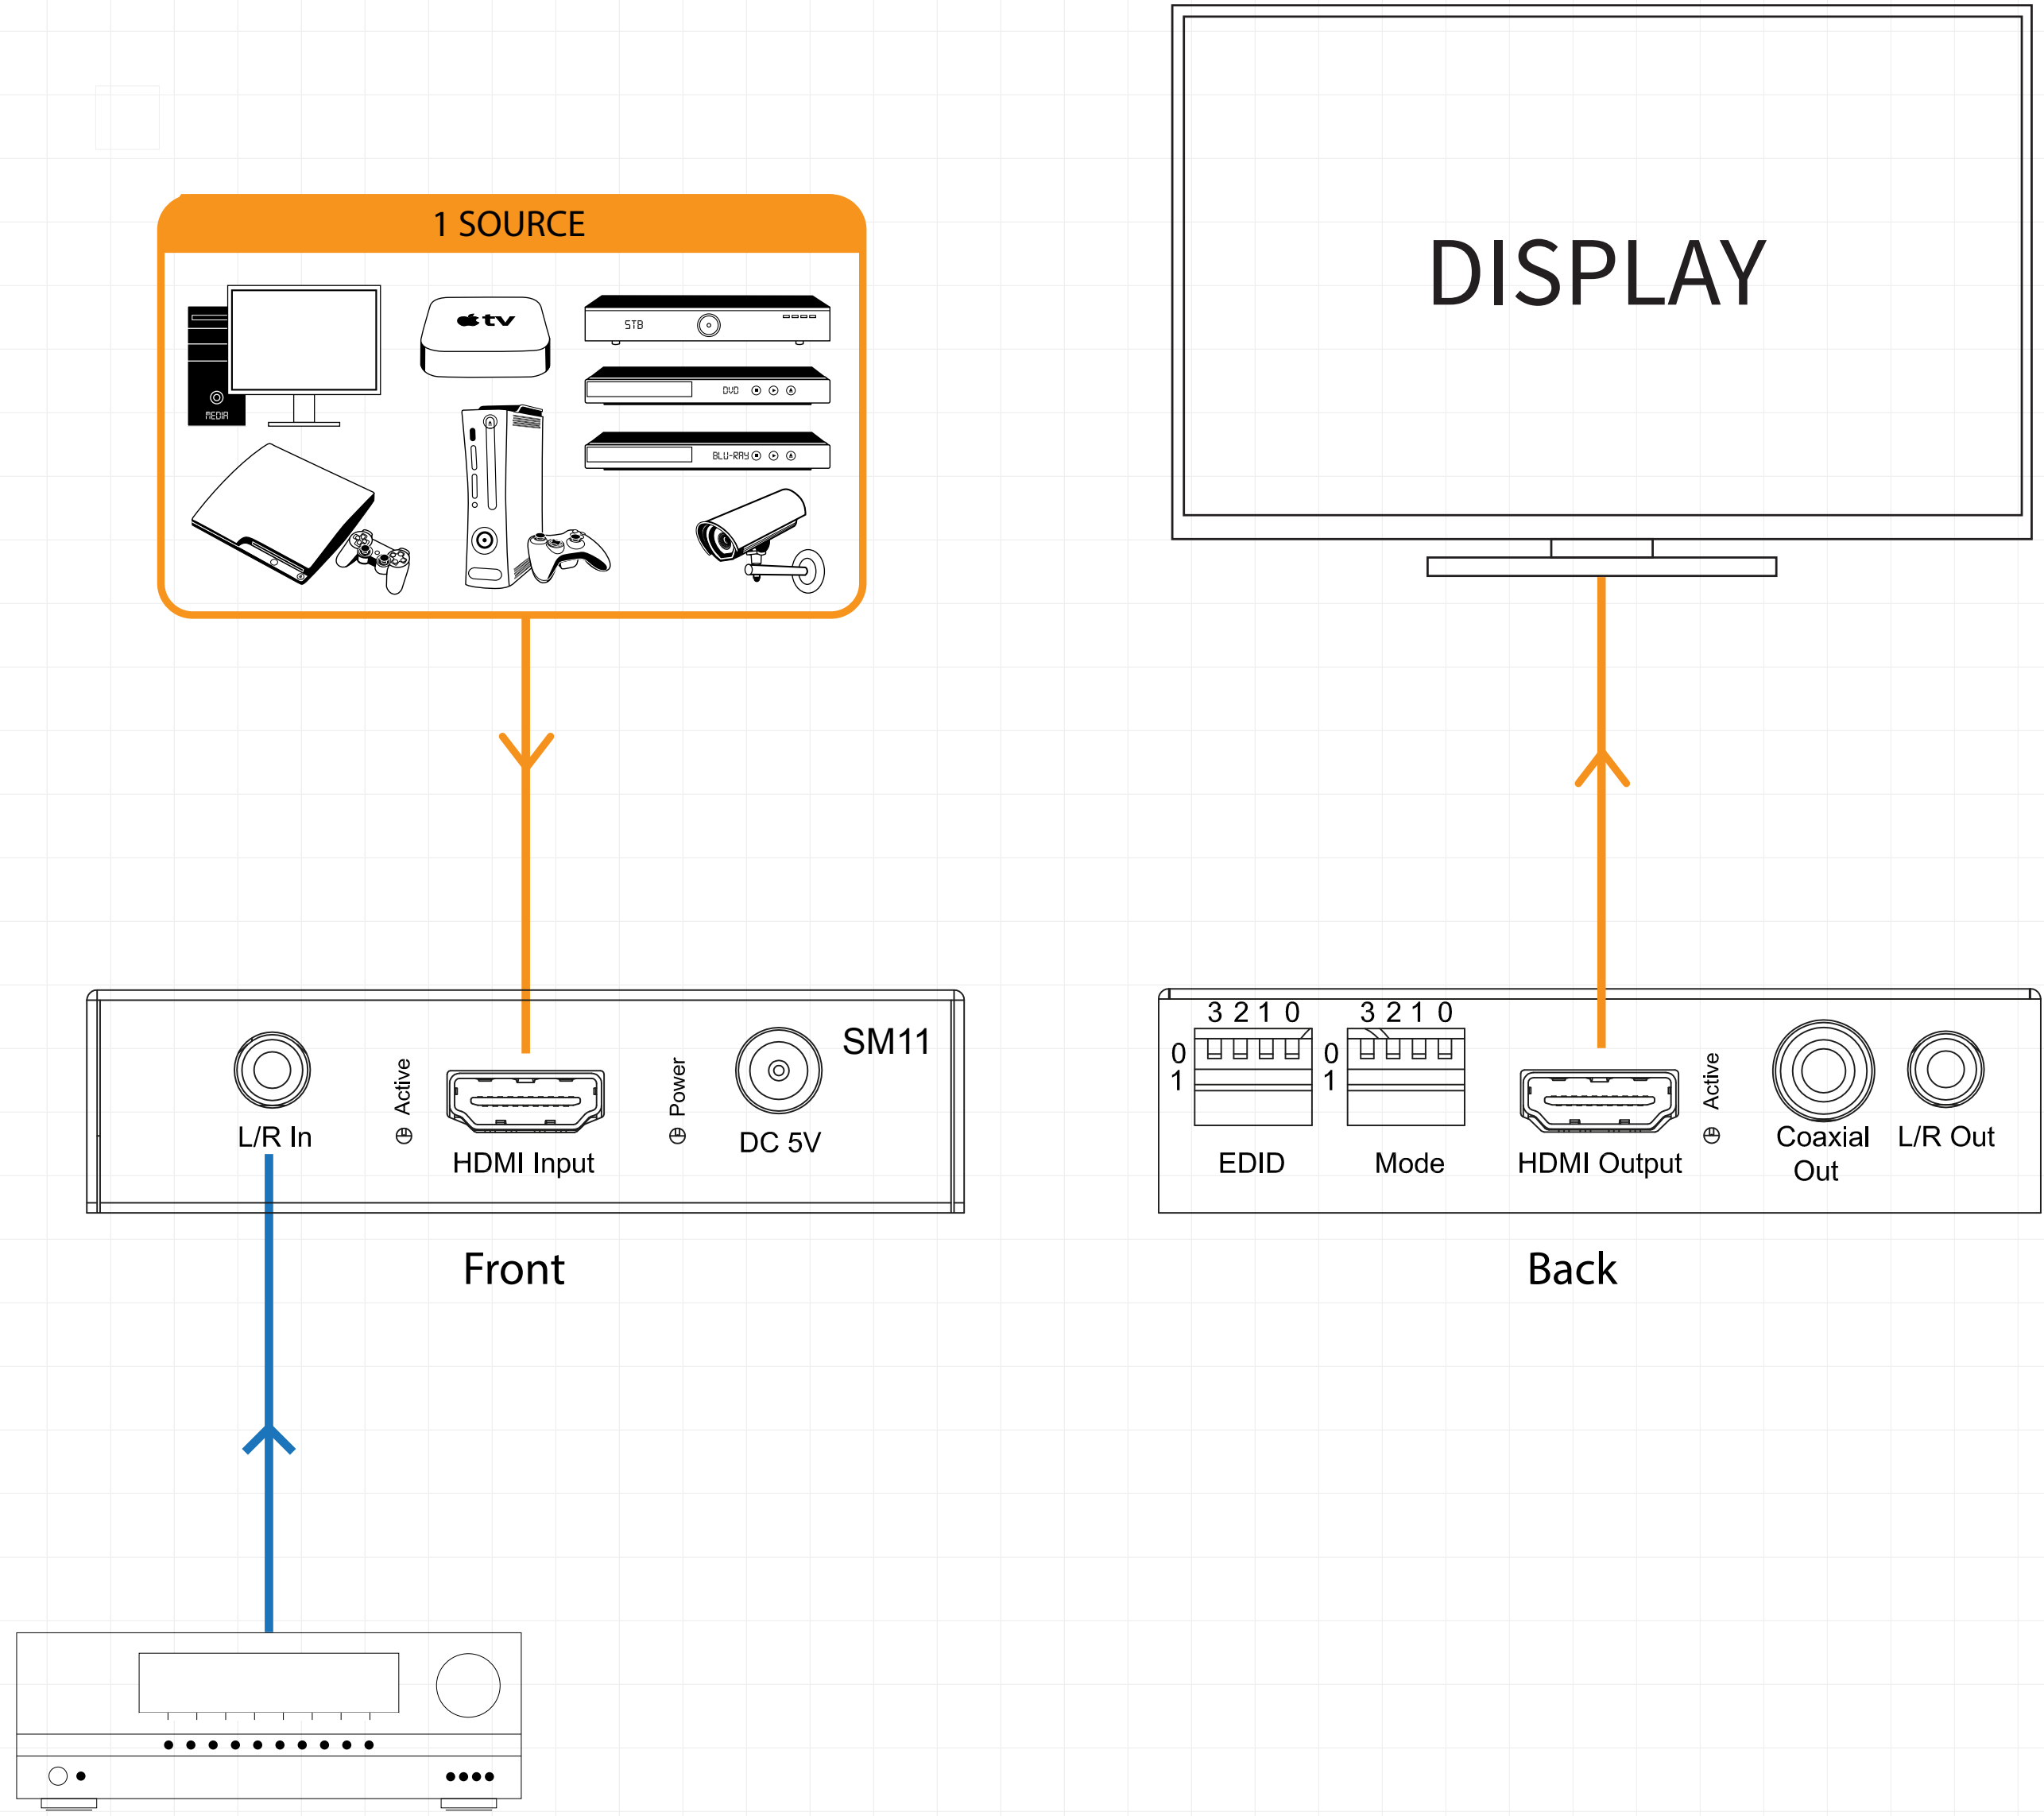 DISPLAY
1 SOURCE
tv
STB
DVD
MEDIA
BLU-RAY
SM11
L/R In
Active
HDMI Input
Power
DC 5V
Front
3 2 1 0
3 2 1 0
0
1
0
1
EDID
Mode
HDMI Output
Active
Coaxial
Out
L/R Out
Back